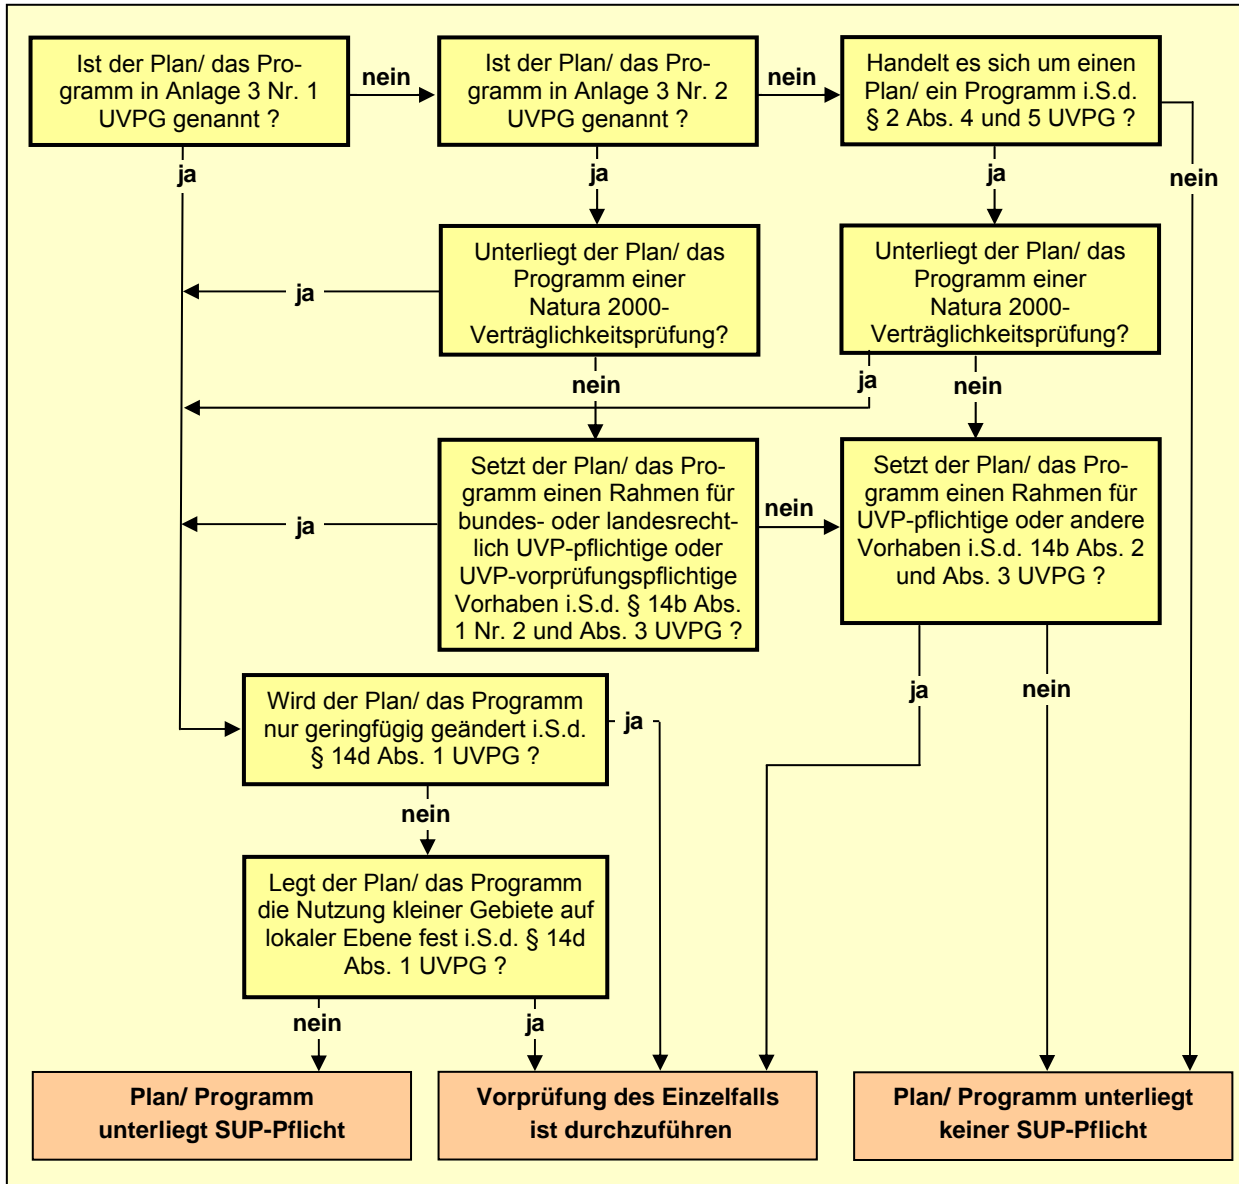 Ist der Plan/ das Pro-
gramm in Anlage 3 Nr. 1
UVPG genannt ?
nein
Ist der Plan/ das Pro-
gramm in Anlage 3 Nr. 2
UVPG genannt ?
nein
Handelt es sich um einen
Plan/ ein Programm i.S.d.
§ 2 Abs. 4 und 5 UVPG ?
ja
ja
ja
nein
Unterliegt der Plan/ das
Programm einer
Natura 2000-
Verträglichkeitsprüfung?
ja
Unterliegt der Plan/ das
Programm einer
Natura 2000-
Verträglichkeitsprüfung?
nein
ja
nein
Setzt der Plan/ das Pro-
gramm einen Rahmen für
bundes- oder landesrecht-
lich UVP-pflichtige oder
UVP-vorprüfungspflichtige
Vorhaben i.S.d. § 14b Abs.
1 Nr. 2 und Abs. 3 UVPG ?
ja
nein
Setzt der Plan/ das Pro-
gramm einen Rahmen für
UVP-pflichtige oder andere
Vorhaben i.S.d. 14b Abs. 2
und Abs. 3 UVPG ?
ja
nein
Wird der Plan/ das Programm
nur geringfügig geändert i.S.d.
§ 14d Abs. 1 UVPG ?
ja
nein
Legt der Plan/ das Programm
die Nutzung kleiner Gebiete auf
lokaler Ebene fest i.S.d. § 14d
Abs. 1 UVPG ?
nein
ja
Plan/ Programm
unterliegt SUP-Pflicht
Vorprüfung des Einzelfalls
ist durchzuführen
Plan/ Programm unterliegt
keiner SUP-Pflicht